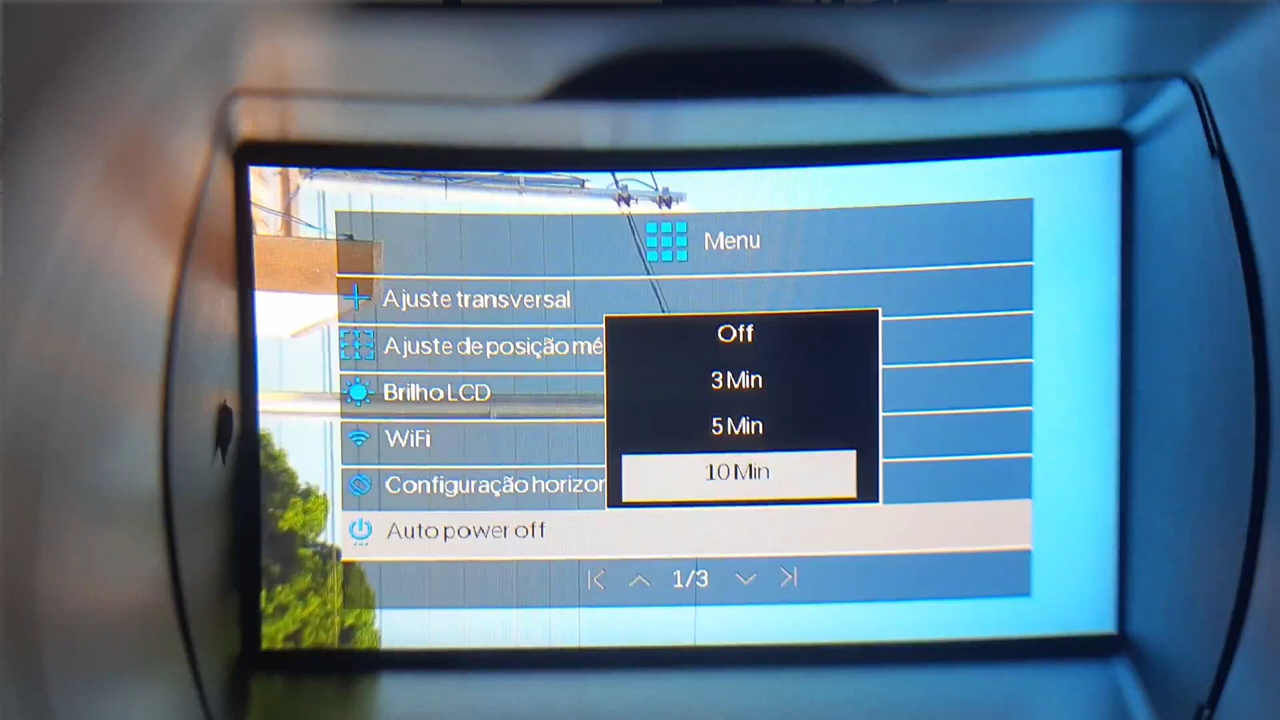 Menu
Ajuste transversal
Ajuste de posição mé
Brilho LCD
WiFi
Configuração horizon
Auto power off
Off
3 Min
5 Min
10 Min
1/3